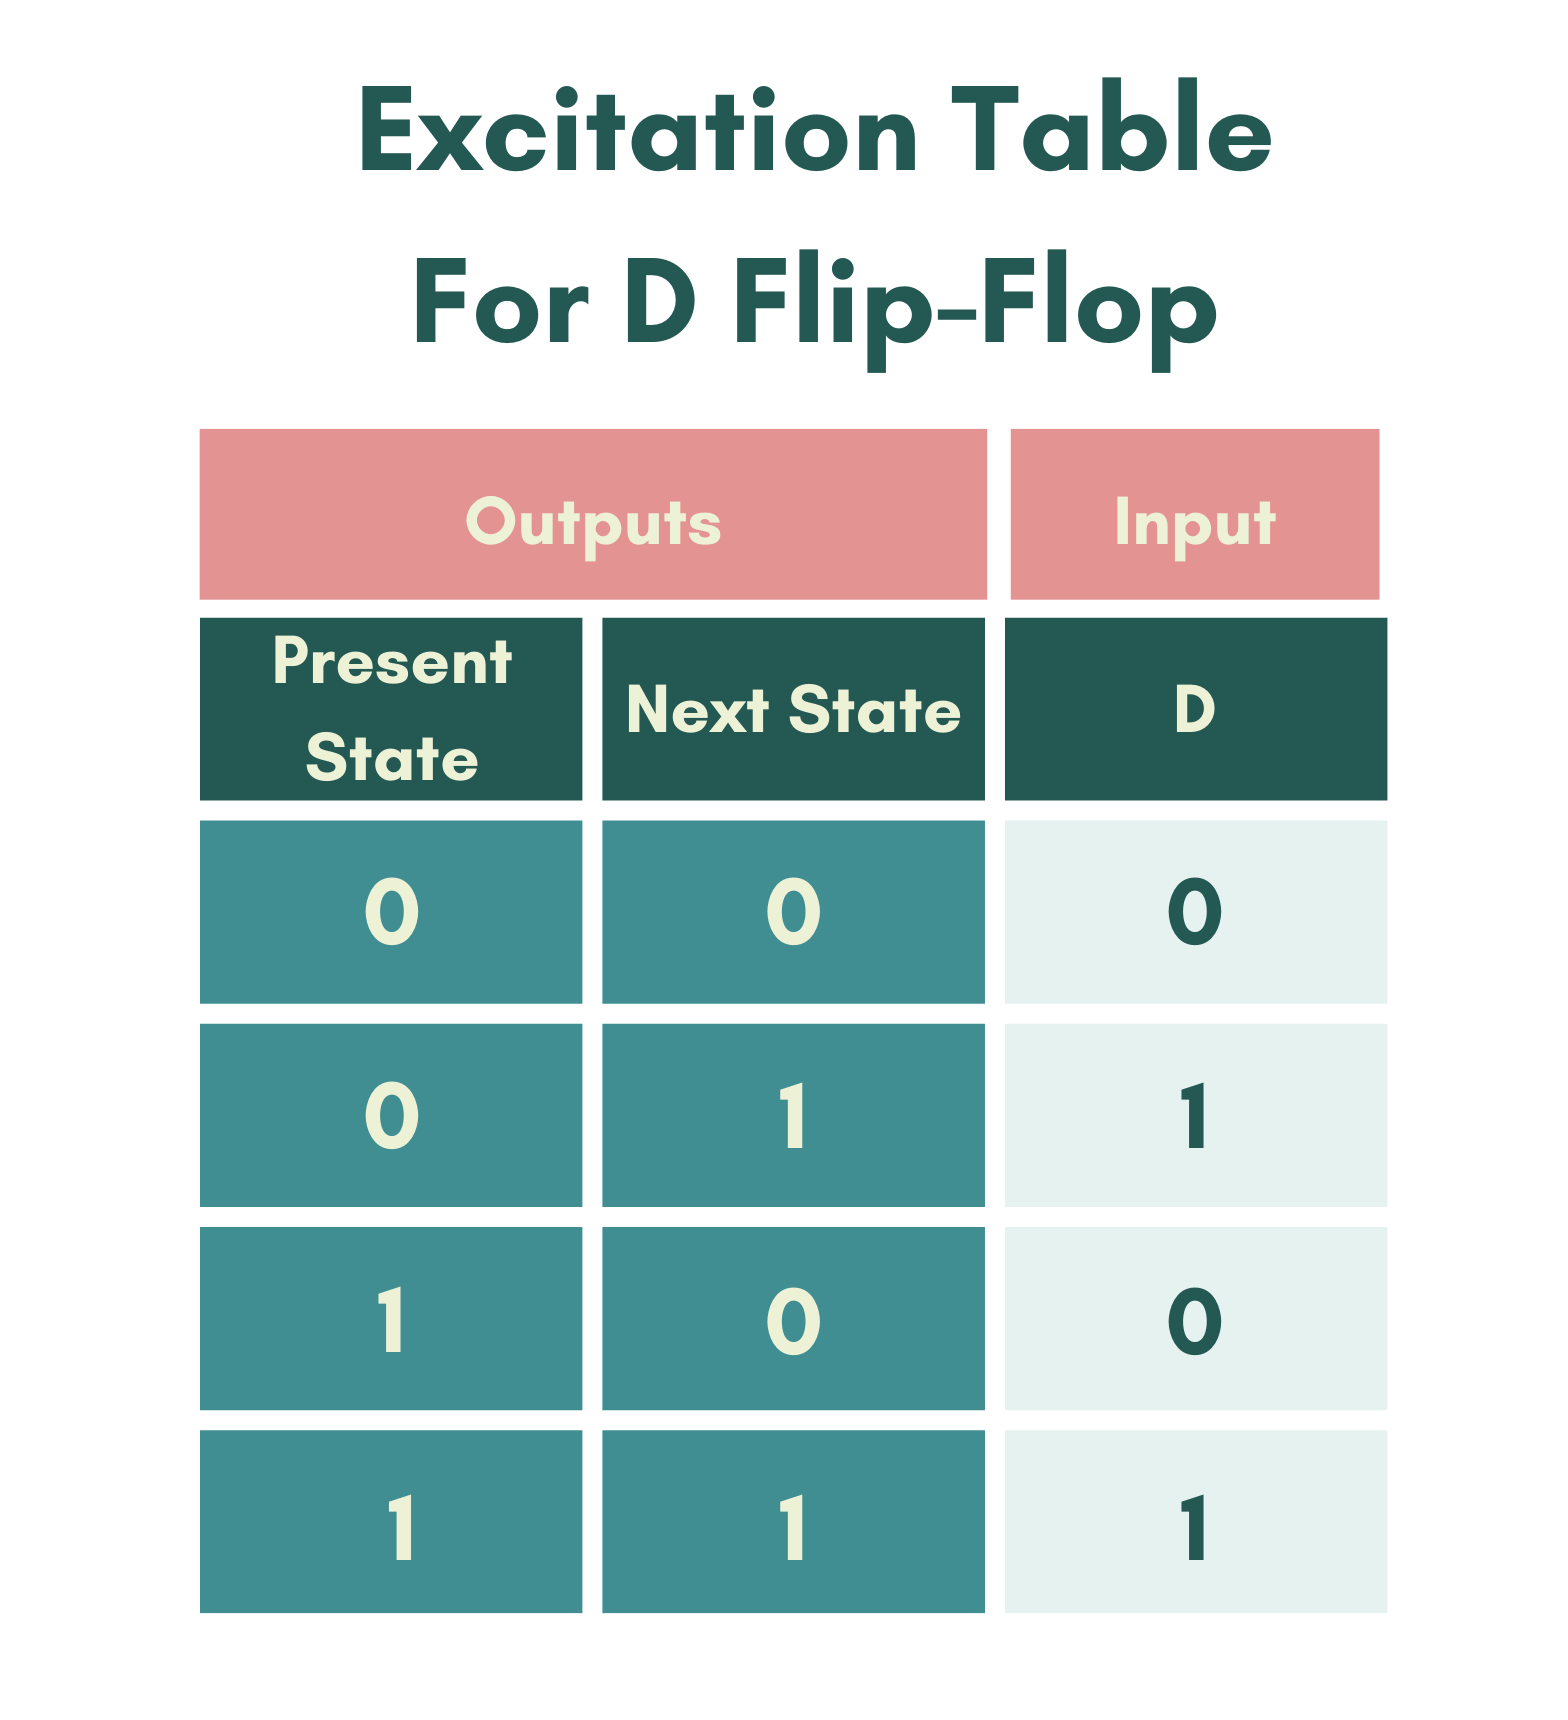 Excitation Table
For D Flip-Flop
Outputs Input
Present
State
Next State
D
0 0 0
0 1 1
1 0 0
1 1 1